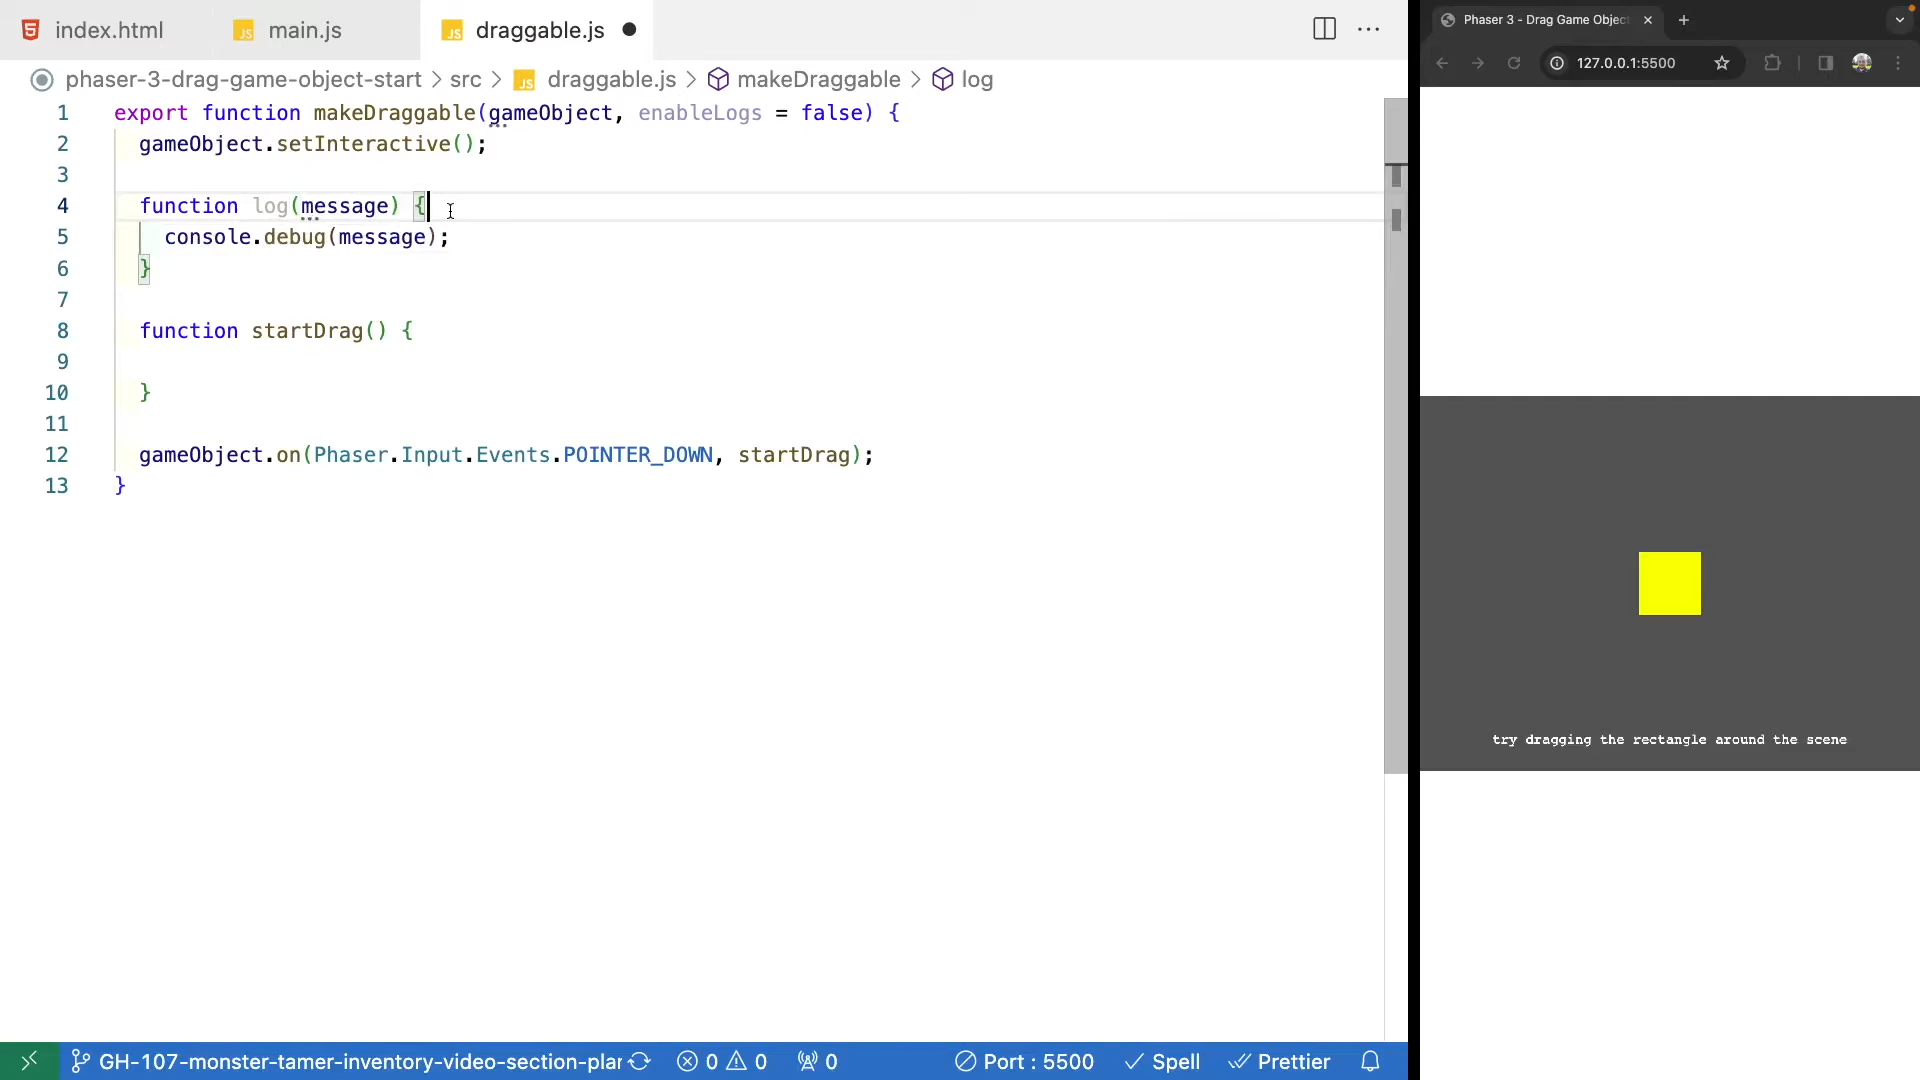 index.html
main.js
draggable.js
phaser-3-drag-game-object-start > src > JS draggable.js > makeDraggable > log
1 export function makeDraggable(gameObject, enableLogs = false) {
2 gameObject.setInteractive();
3
4 function log(message) {
5 console.debug(message);
6 }
7
8 function startDrag() {
9
10 }
11
12 gameObject.on(Phaser.Input.Events.POINTER_DOWN, startDrag);
13 }
GH-107-monster-tamer-inventory-video-section-plar
0
0
0
Port : 5500
Spell
Prettier
Phaser 3 - Drag Game Objec
127.0.0.1:5500
try dragging the rectangle around the scene